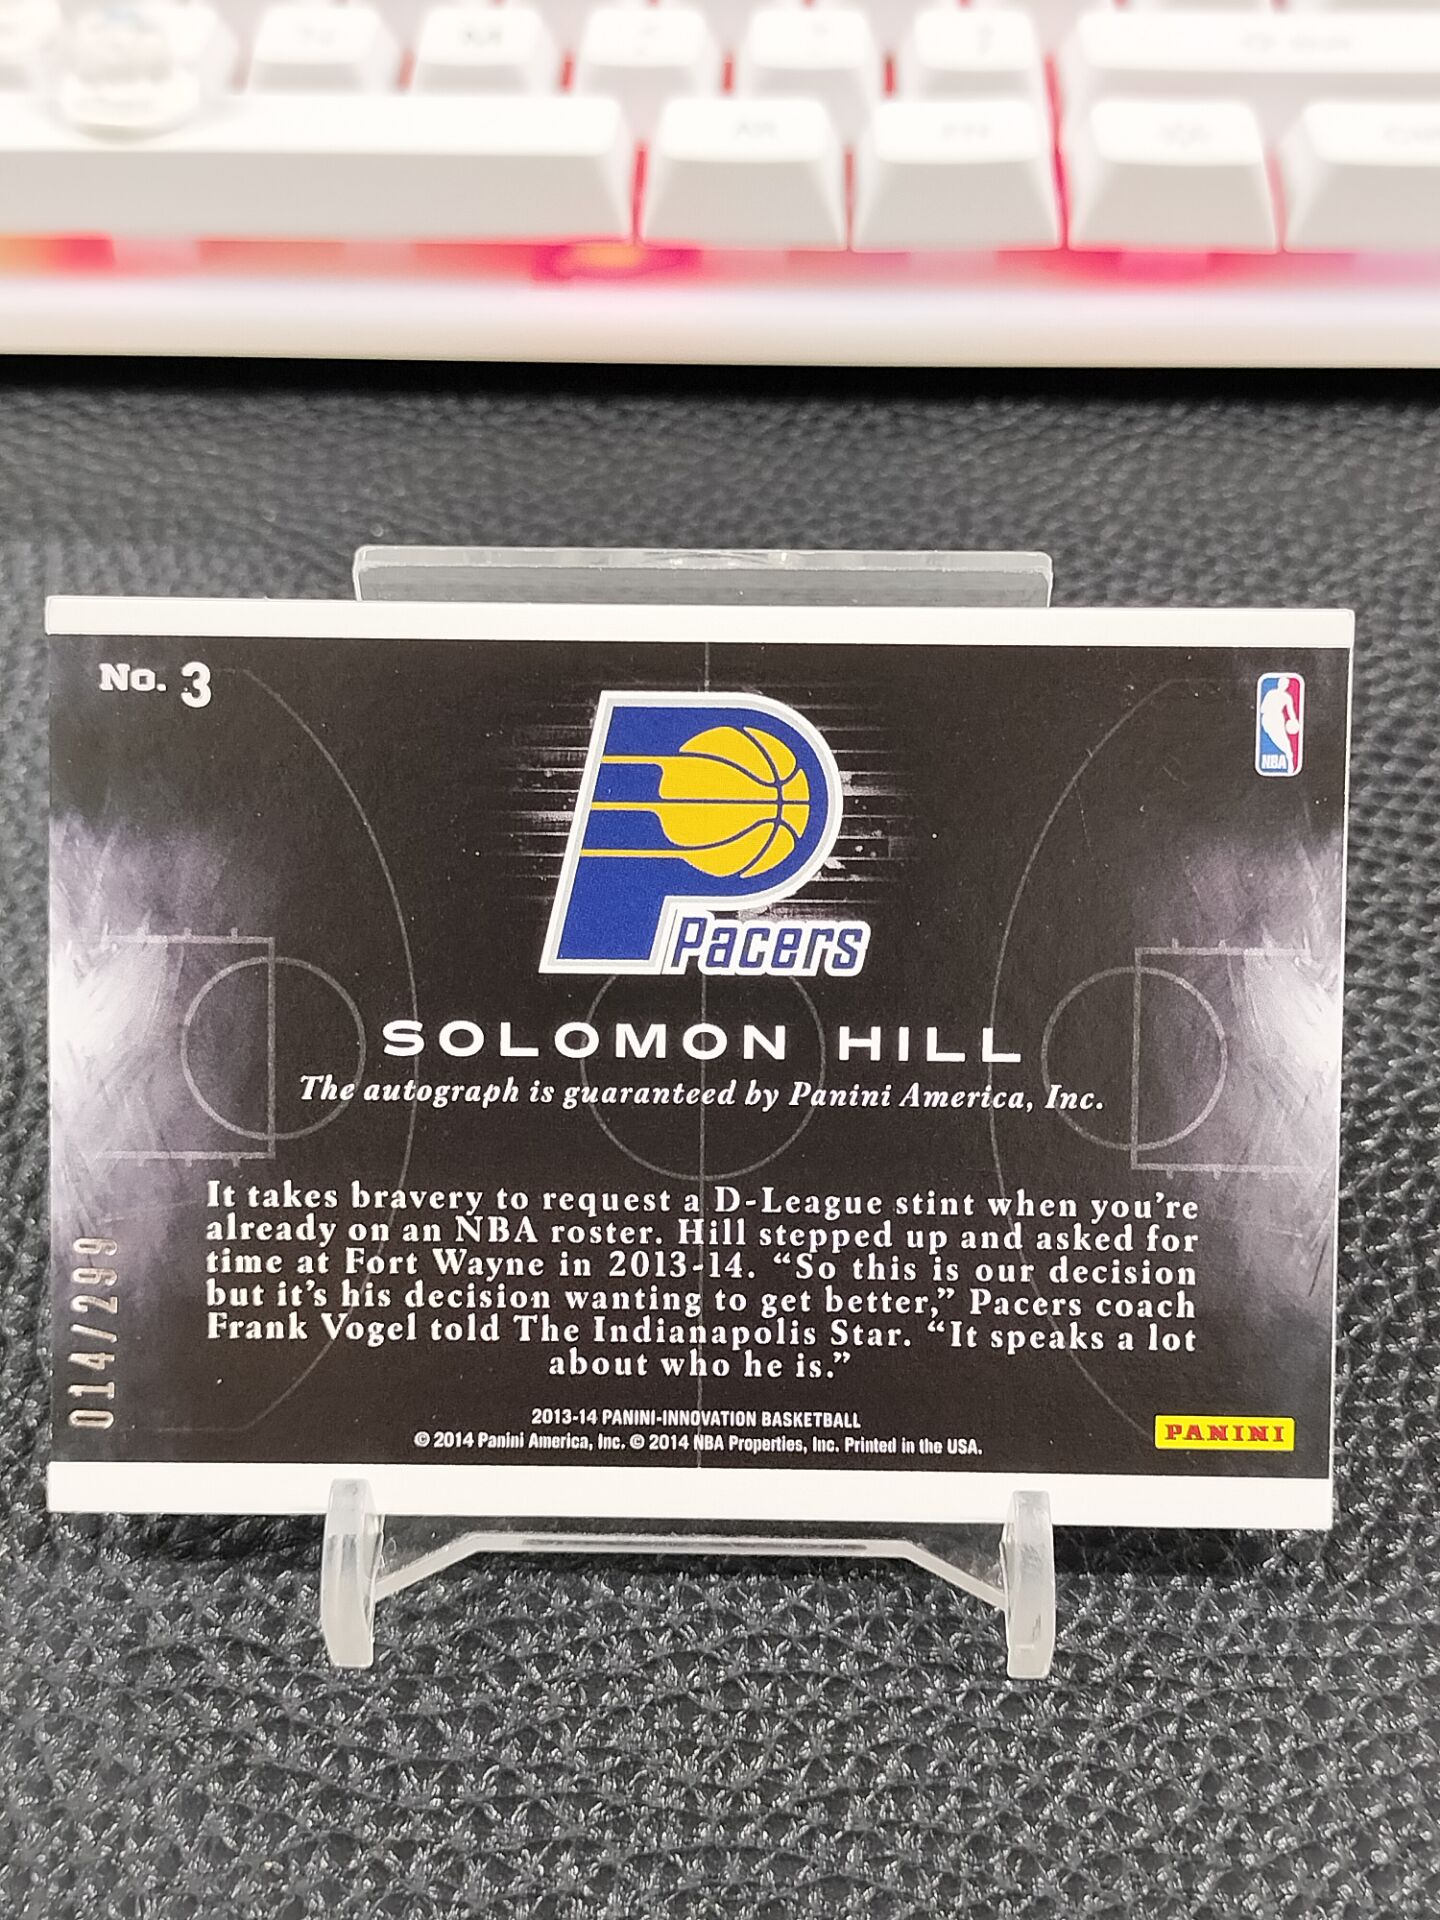 No. 3
NBA
Pacers
SOLOMON HILL
The autograph is guaranteed by Panini America, Inc.
It takes bravery to request a D-League stint when you're
already on an NBA roster. Hill stepped up and asked for
time at Fort Wayne in 2013-14. “So this is our decision
but it's his decision wanting to get better,” Pacers coach
Frank Vogel told The Indianapolis Star. “It speaks a lot
about who he is.”
014/299
2013-14 PANINI-INNOVATION BASKETBALL
© 2014 Panini America, Inc. © 2014 NBA Properties, Inc. Printed in the USA.
PANINI